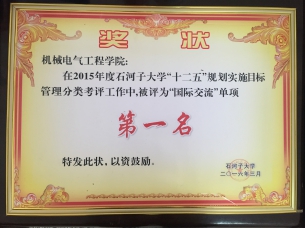 奖状
机械电气工程学院:
在2015年度石河子大学“十二五”规划实施目标
管理分类考评工作中,被评为“国际交流”单项
第一名
特发此状,以资鼓励。
石河子大学
二〇一六年三月